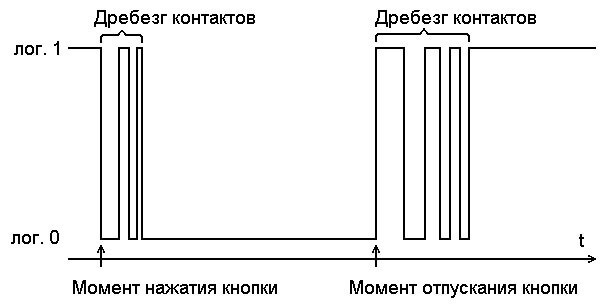 Дребезг контактов
Дребезг контактов
лог. 1
лог. 0
t
Момент нажатия кнопки
Момент отпускания кнопки